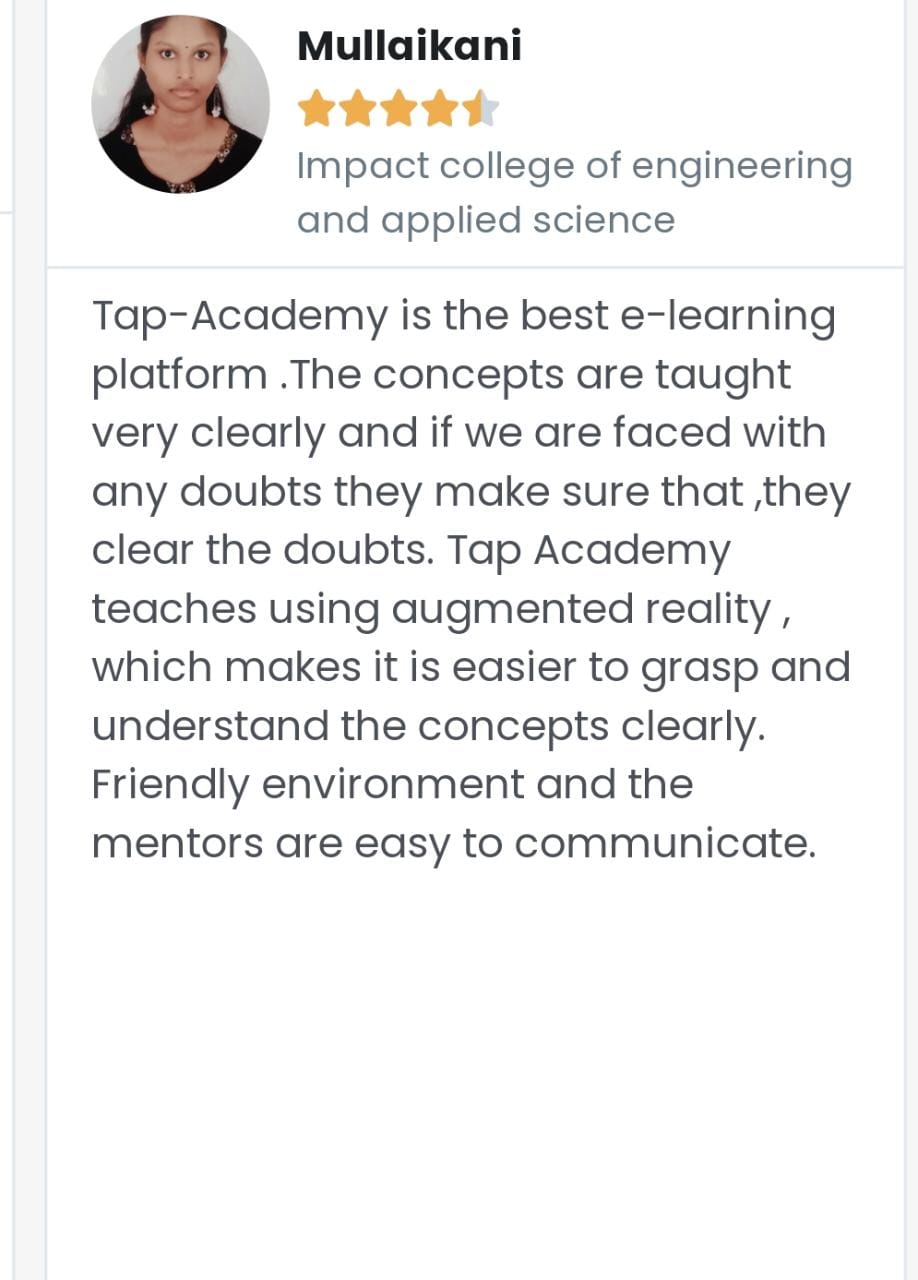 Mullaikani
Impact college of engineering
and applied science
Tap-Academy is the best e-learning
platform .The concepts are taught
very clearly and if we are faced with
any doubts they make sure that ,they
clear the doubts. Tap Academy
teaches using augmented reality ,
which makes it is easier to grasp and
understand the concepts clearly.
Friendly environment and the
mentors are easy to communicate.